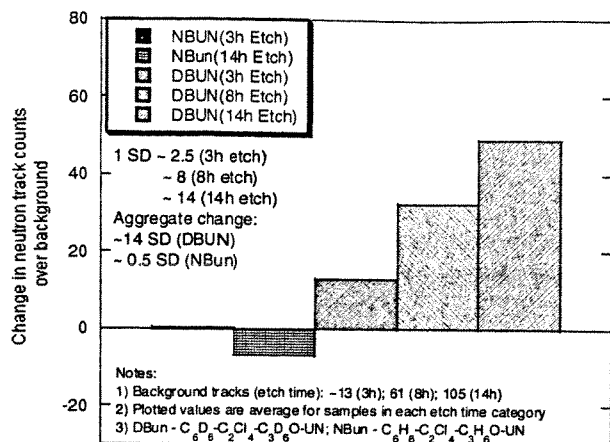 80
60
40
20
0
-20
Change in neutron track counts
over background
NBUN(3h Etch)
NBun(14h Etch)
DBUN(3h Etch)
DBUN(8h Etch)
DBUN(14h Etch)
1 SD ~ 2.5 (3h etch)
~ 8 (8h etch)
~ 14 (14h etch)
Aggregate change:
~14 SD (DBUN)
~ 0.5 SD (NBun)
Notes:
1) Background tracks (etch time): ~13 (3h); 61 (8h); 105 (14h)
2) Plotted values are average for samples in each etch time category
3) DBun - C6D6-C2Cl4-C3D6O-UN; NBun - C6H6-C2Cl4-C3H6O-UN